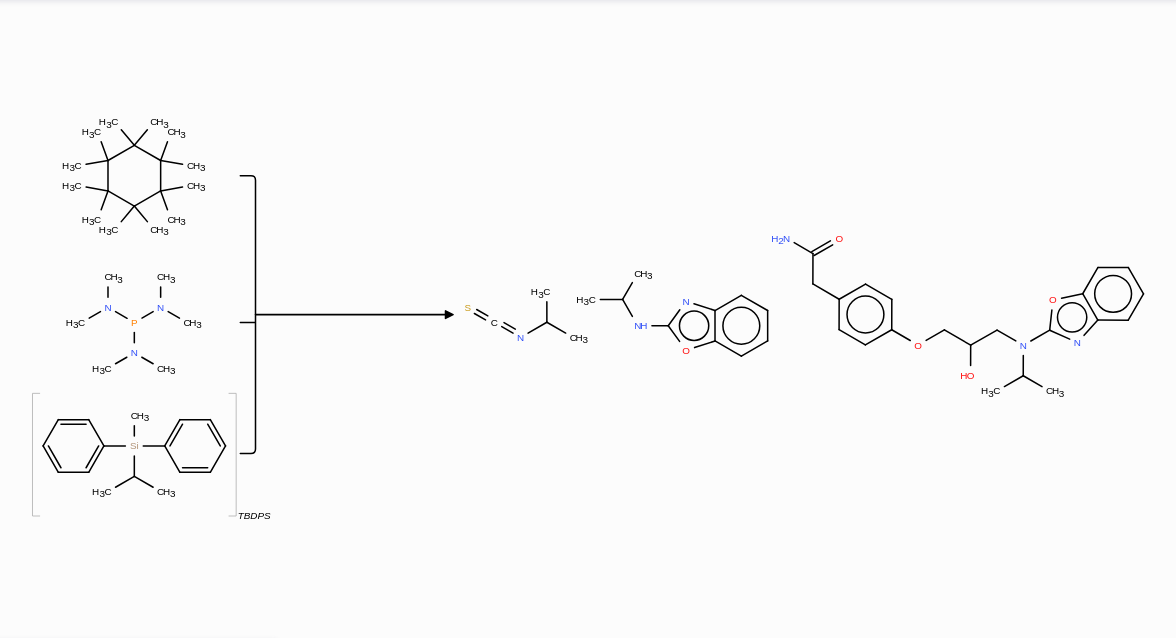 H3C CH3
H3C CH3
H3C CH3
H3C CH3
H3C CH3
H3C CH3
CH3 CH3
N N
H3C P CH3
N
H3C CH3
CH3
Si
H3C CH3
TBDPS
S C N
H3C
CH3
CH3
H3C
NH
N
O
H2N O
O
HO
N
H3C CH3
O
N